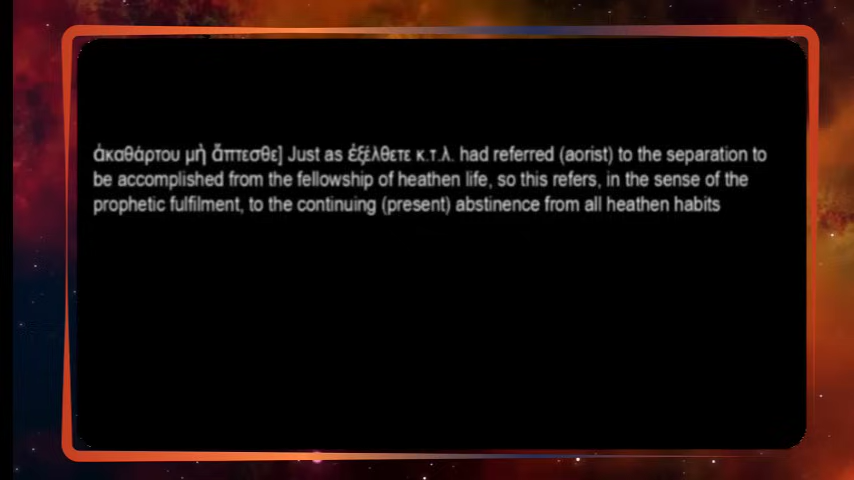 ἀκαθάρτου μὴ ἅπτεσθε] Just as ἐξέλθετε κ.τ.λ. had referred (aorist) to the separation to
be accomplished from the fellowship of heathen life, so this refers, in the sense of the
prophetic fulfilment, to the continuing (present) abstinence from all heathen habits